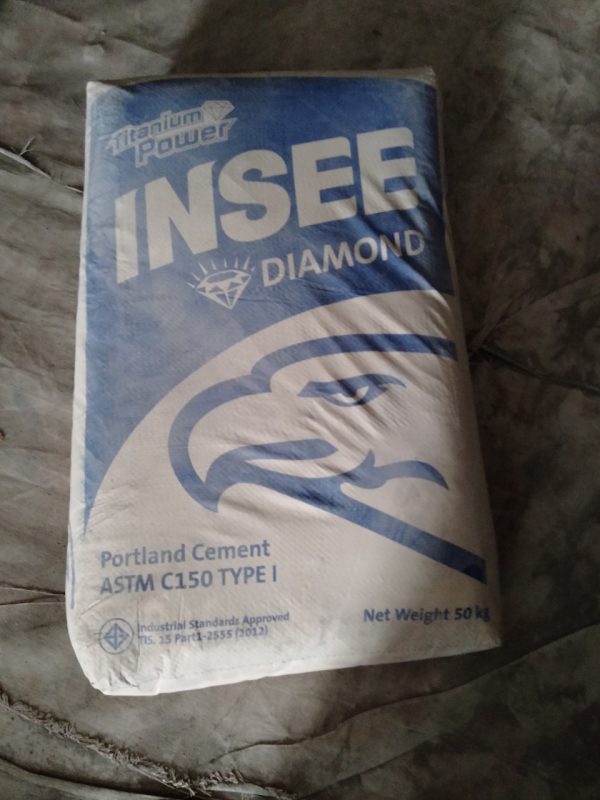 Titanium
Power
INSEE
DIAMOND
Portland Cement
ASTM C150 TYPE I
Industrial Standards Approved
TIS. 15 Part1-2555 (2012)
Net Weight 50 kg